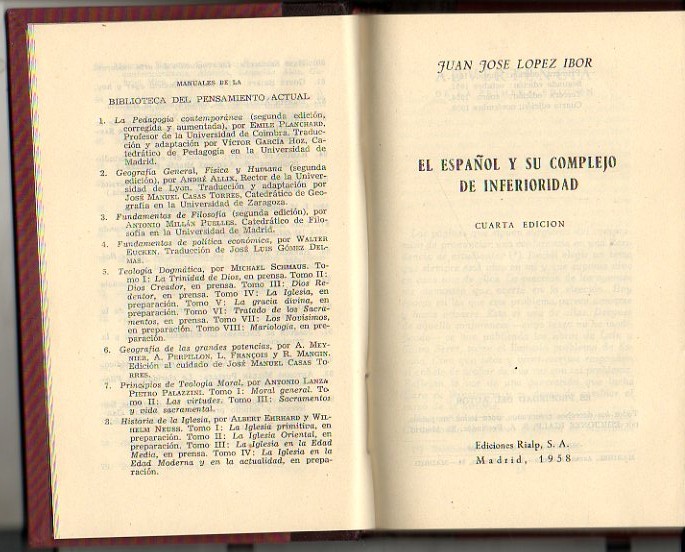 MANUALES DE LA
BIBLIOTECA DEL PENSAMIENTO ACTUAL
1. La Pedagogía contemporánea (segunda edición,
corregida y aumentada), por EMILE PLANCHARD,
Profesor de la Universidad de Coimbra. Traduc-
ción y adaptación por VÍCTOR GARCÍA HOZ, Ca-
tedrático de Pedagogía en la Universidad de
Madrid.
2. Geografía General, Física y Humana (segunda
edición), por ANDRÉ ALLIX, Rector de la Univer-
sidad de Lyon. Traducción y adaptación por
JOSÉ MANUEL CASAS TORRES, Catedrático de Geo-
grafía en la Universidad de Zaragoza.
3. Fundamentos de Filosofía (segunda edición), por
ANTONIO MILLÁN PUELLES. Catedrático de Filo-
sofía en la Universidad de Madrid.
4. Fundamentos de política económica, por WALTER
EUCKEN. Traducción de JOSÉ LUIS GÓMEZ DEL-
MAS.
5. Teología Dogmática, por MICHAEL SCHMAUS. To-
mo I: La Trinidad de Dios, en prensa. Tomo II:
Dios Creador, en prensa. Tomo III: Dios Re-
dentor, en prensa. Tomo IV: La Iglesia, en
preparación. Tomo V: La gracia divina, en
preparación. Tomo VI: Tratado de los Sacra-
mentos, en prensa. Tomo VII: Los Novísimos,
en preparación. Tomo VIII: Mariología, en pre-
paración.
6. Geografía de las grandes potencias, por A. MEY-
NIER, A. PERPILLON, L. FRANÇOIS y R. MANGIN.
Edición al cuidado de JOSÉ MANUEL CASAS TO-
RRES.
7. Principios de Teología Moral, por ANTONIO LANZA
PIETRO PALAZZINI. Tomo I: Moral general. To-
mo II: Las virtudes. Tomo III: Sacramentos
y vida sacramental.
8. Historia de la Iglesia, por ALBERT EHRHARD y WIL-
HELM NEUSS. Tomo I: La Iglesia primitiva, en
preparación. Tomo II: La Iglesia Oriental, en
preparación. Tomo III: La Iglesia en la Edad
Media, en prensa. Tomo IV: La Iglesia en la
Edad Moderna y en la actualidad, en prepa-
ración.
JUAN JOSE LOPEZ IBOR
EL ESPAÑOL Y SU COMPLEJO
DE INFERIORIDAD
CUARTA EDICION
Ediciones Rialp, S. A.
Madrid, 1958